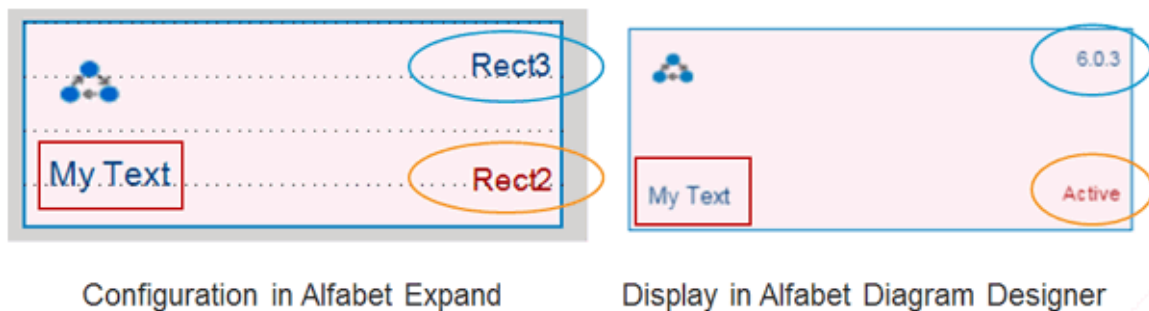 Rect3
My Text
Rect2
Configuration in Alfabet Expand
6.0.3
My Text
Active
Display in Alfabet Diagram Designer